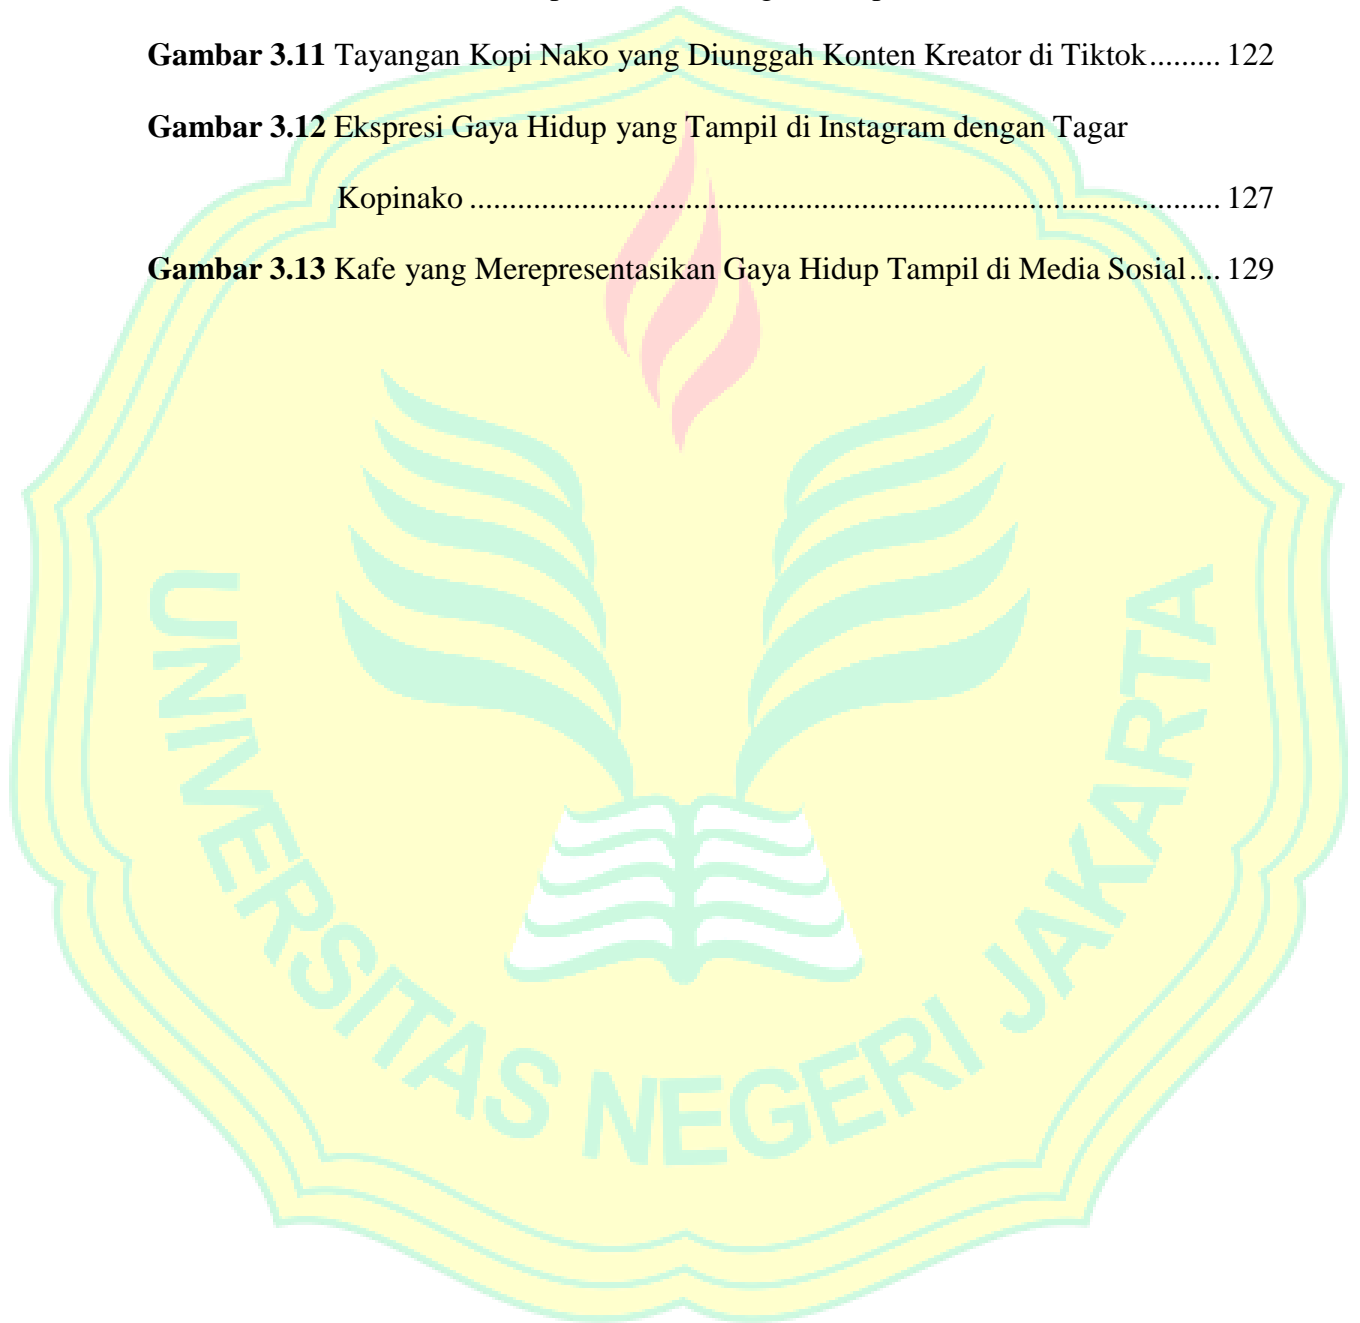 Gambar 3.11 Tayangan Kopi Nako yang Diunggah Konten Kreator di Tiktok......... 122
Gambar 3.12 Ekspresi Gaya Hidup yang Tampil di Instagram dengan Tagar
Kopinako ............................................................................................... 127
Gambar 3.13 Kafe yang Merepresentasikan Gaya Hidup Tampil di Media Sosial.... 129
UNIVERSITAS NEGERI JAKARTA